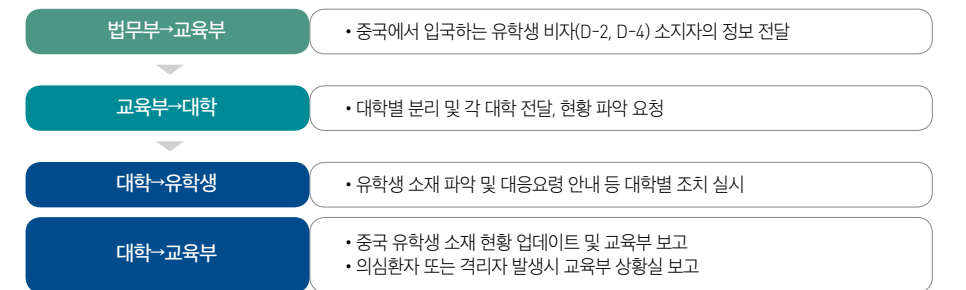 법무부→교육부
• 중국에서 입국하는 유학생 비자(D-2, D-4) 소지자의 정보 전달
교육부→대학
• 대학별 분리 및 각 대학 전달, 현황 파악 요청
대학→유학생
• 유학생 소재 파악 및 대응요령 안내 등 대학별 조치 실시
대학→교육부
• 중국 유학생 소재 현황 업데이트 및 교육부 보고
• 의심환자 또는 격리자 발생시 교육부 상황실 보고